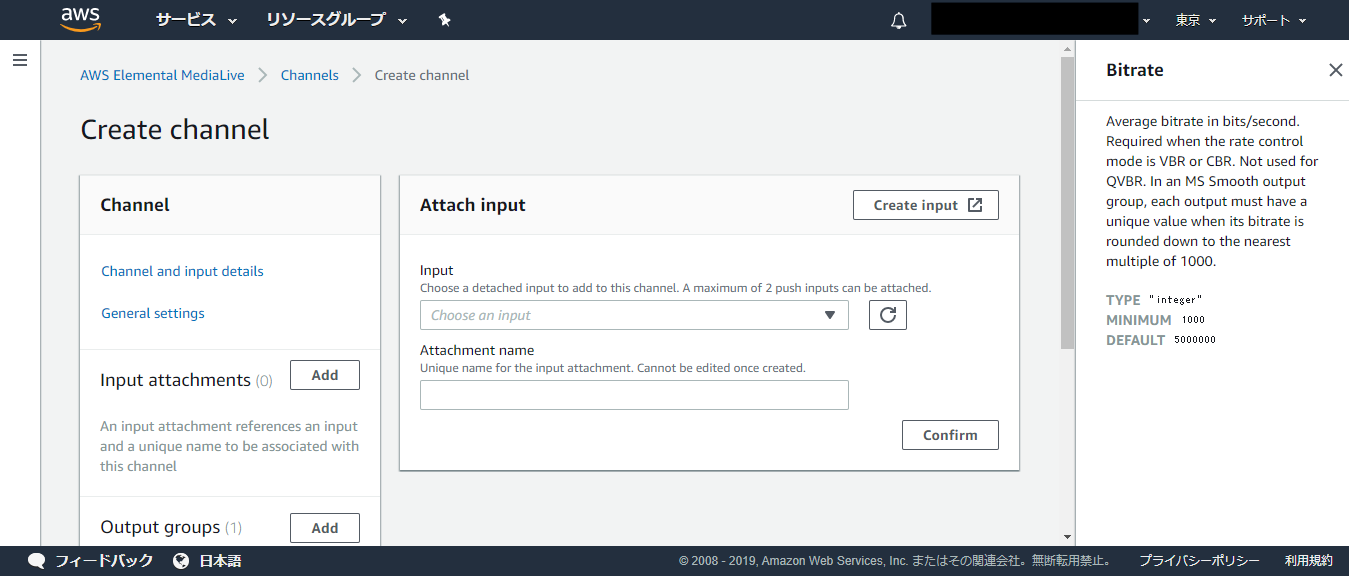 aws サービス リソースグループ 東京 サポート
AWS Elemental MediaLive Channels Create channel
Create channel
Channel
Channel and input details
General settings
Input attachments (0) Add
An input attachment references an input
and a unique name to be associated with
this channel
Output groups (1) Add
Attach input Create input
Input
Choose a detached input to add to this channel. A maximum of 2 push inputs can be attached.
Choose an input
Attachment name
Unique name for the input attachment. Cannot be edited once created.
Confirm
Bitrate
Average bitrate in bits/second.
Required when the rate control
mode is VBR or CBR. Not used for
QVBR. In an MS Smooth output
group, each output must have a
unique value when its bitrate is
rounded down to the nearest
multiple of 1000.
TYPE "integer"
MINIMUM 1000
DEFAULT 5000000
フィードバック 日本語 © 2008 - 2019, Amazon Web Services, Inc. またはその関連会社。無断転用禁止。 プライバシーポリシー 利用規約